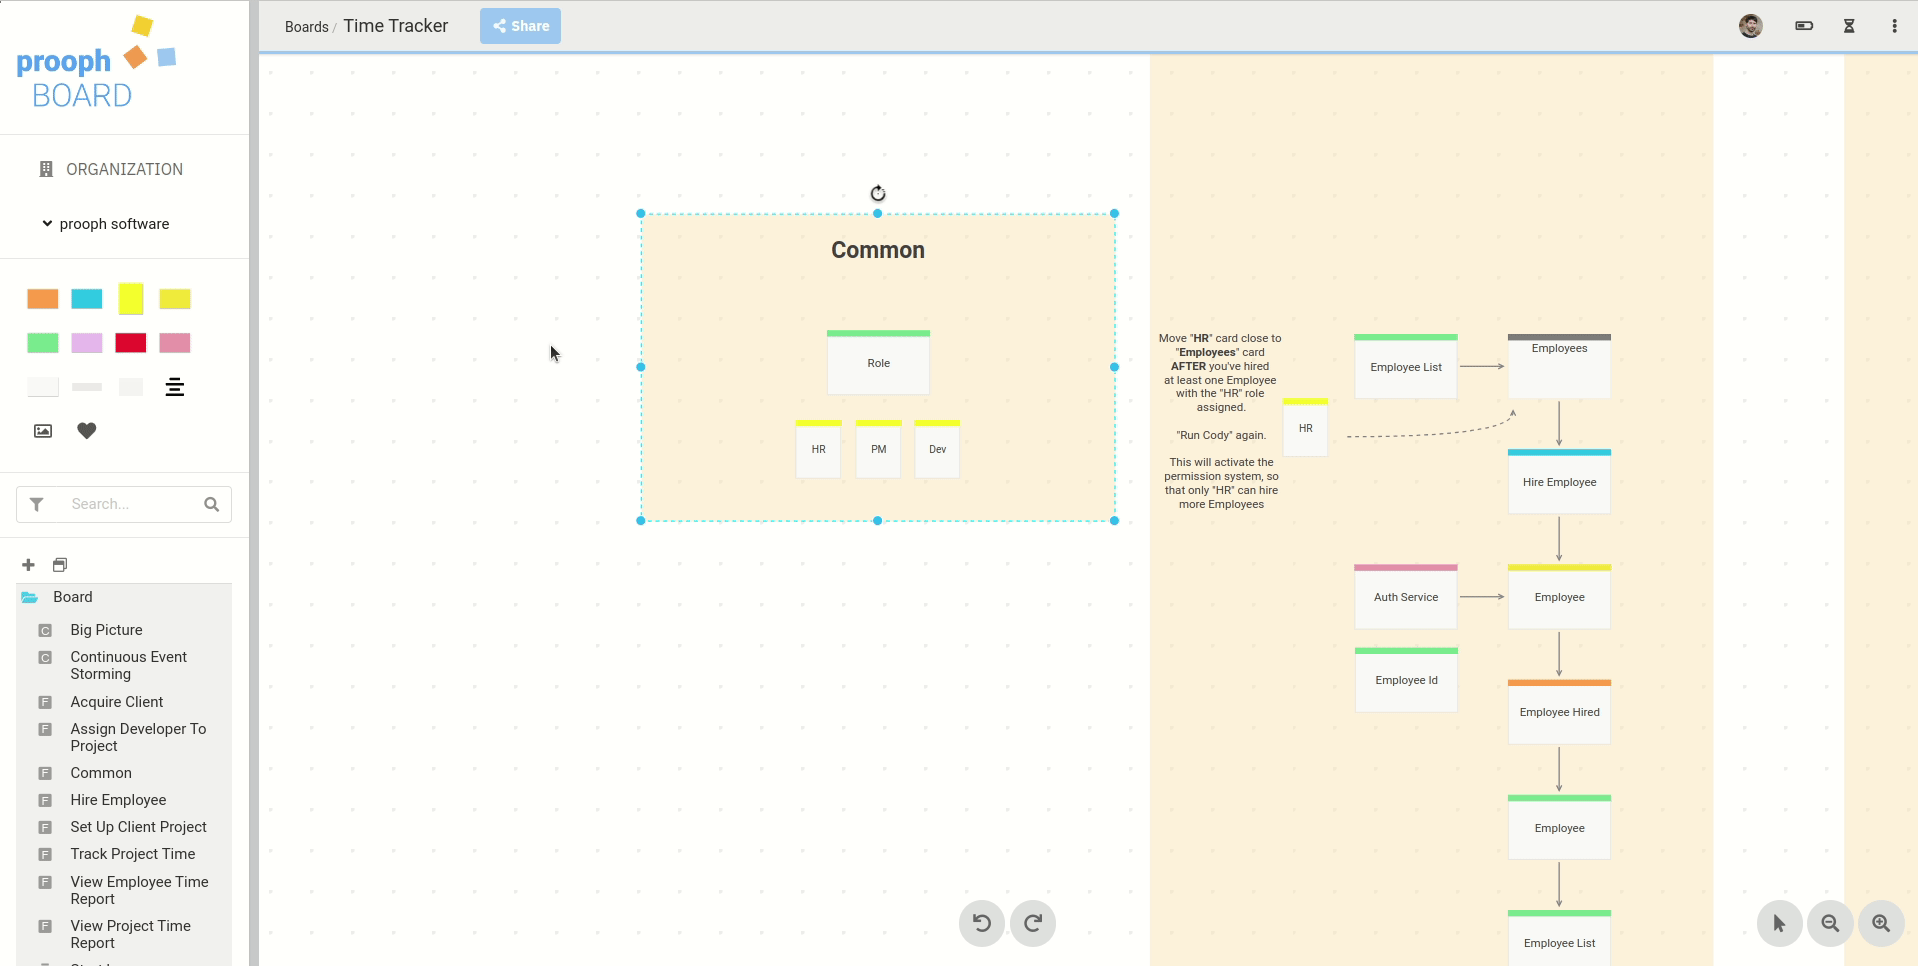 prooph
BOARD
Boards / Time Tracker
Share
ORGANIZATION
prooph software
Search...
Board
C Big Picture
C Continuous Event
Storming
F Acquire Client
F Assign Developer To
Project
F Common
F Hire Employee
F Set Up Client Project
F Track Project Time
F View Employee Time
Report
F View Project Time
Report
Common
Role
HR
PM
Dev
Move "HR" card close to
"Employees" card
AFTER you've hired
at least one Employee
with the "HR" role
assigned.
"Run Cody" again.
This will activate the
permission system, so
that only "HR" can hire
more Employees
HR
Employee List
Employees
Hire Employee
Auth Service
Employee
Employee Id
Employee Hired
Employee
Employee List